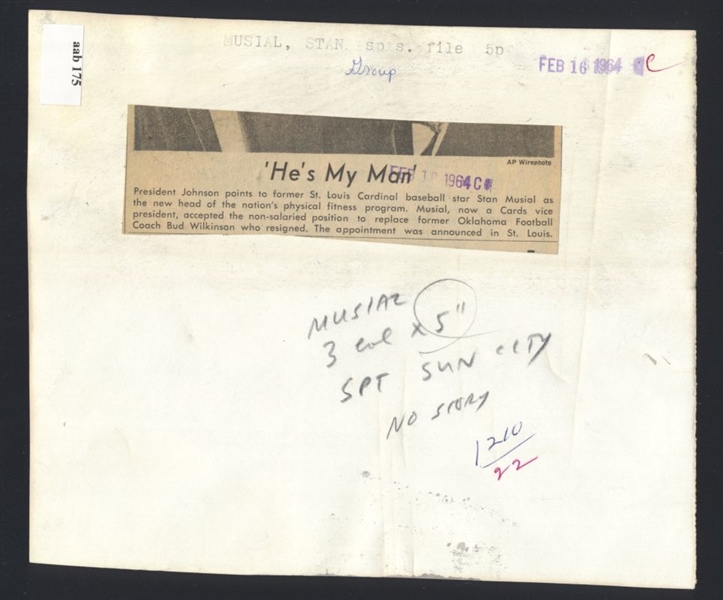 aab 175
MUSIAL, STAN. sp s. file 5p
Group
FEB 16 1964
C
AP Wirephoto
'He's My Man'
1964 C
President Johnson points to former St. Louis Cardinal baseball star Stan Musial as
the new head of the nation's physical fitness program. Musial, now a Cards vice
president, accepted the non-salaried position to replace former Oklahoma Football
Coach Bud Wilkinson who resigned. The appointment was announced in St. Louis.
MUSIAL
3 col x 5"
SPT SUN CITY
NO STORY
1210
22